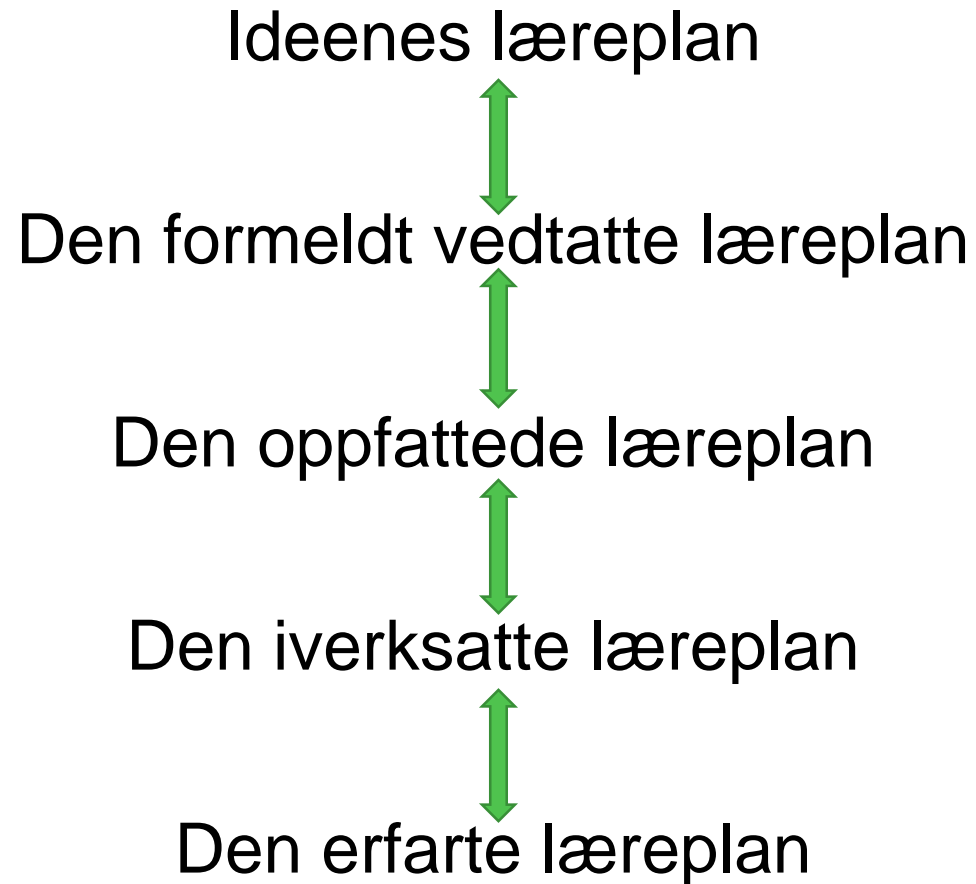 Ideenes læreplan
Den formeldt vedtatte læreplan
Den oppfattede læreplan
Den iverksatte læreplan
Den erfarte læreplan